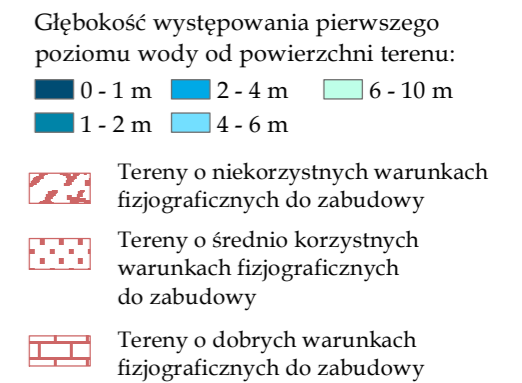 Głębokość występowania pierwszego
poziomu wody od powierzchni terenu:
0 - 1 m 2 - 4 m 6 - 10 m
1 - 2 m 4 - 6 m
Tereny o niekorzystnych warunkach
fizjograficznych do zabudowy
Tereny o średnio korzystnych
warunkach fizjograficznych
do zabudowy
Tereny o dobrych warunkach
fizjograficznych do zabudowy